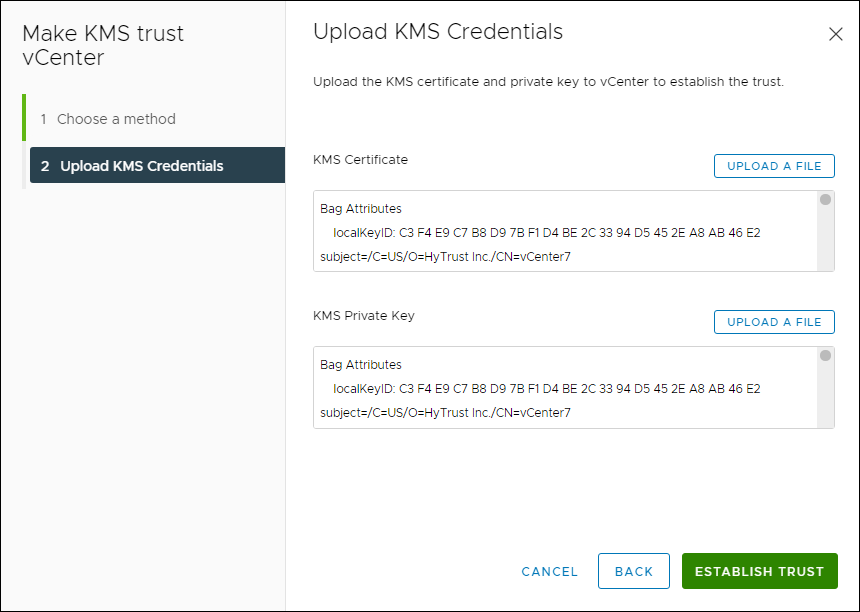 Make KMS trust
vCenter
1 Choose a method
2 Upload KMS Credentials
Upload KMS Credentials
Upload the KMS certificate and private key to vCenter to establish the trust.
KMS Certificate
UPLOAD A FILE
Bag Attributes
localKeyID: C3 F4 E9 C7 B8 D9 7B F1 D4 BE 2C 33 94 D5 45 2E A8 AB 46 E2
subject=/C=US/O=HyTrust Inc./CN=vCenter7
KMS Private Key
UPLOAD A FILE
Bag Attributes
localKeyID: C3 F4 E9 C7 B8 D9 7B F1 D4 BE 2C 33 94 D5 45 2E A8 AB 46 E2
subject=/C=US/O=HyTrust Inc./CN=vCenter7
CANCEL
BACK
ESTABLISH TRUST